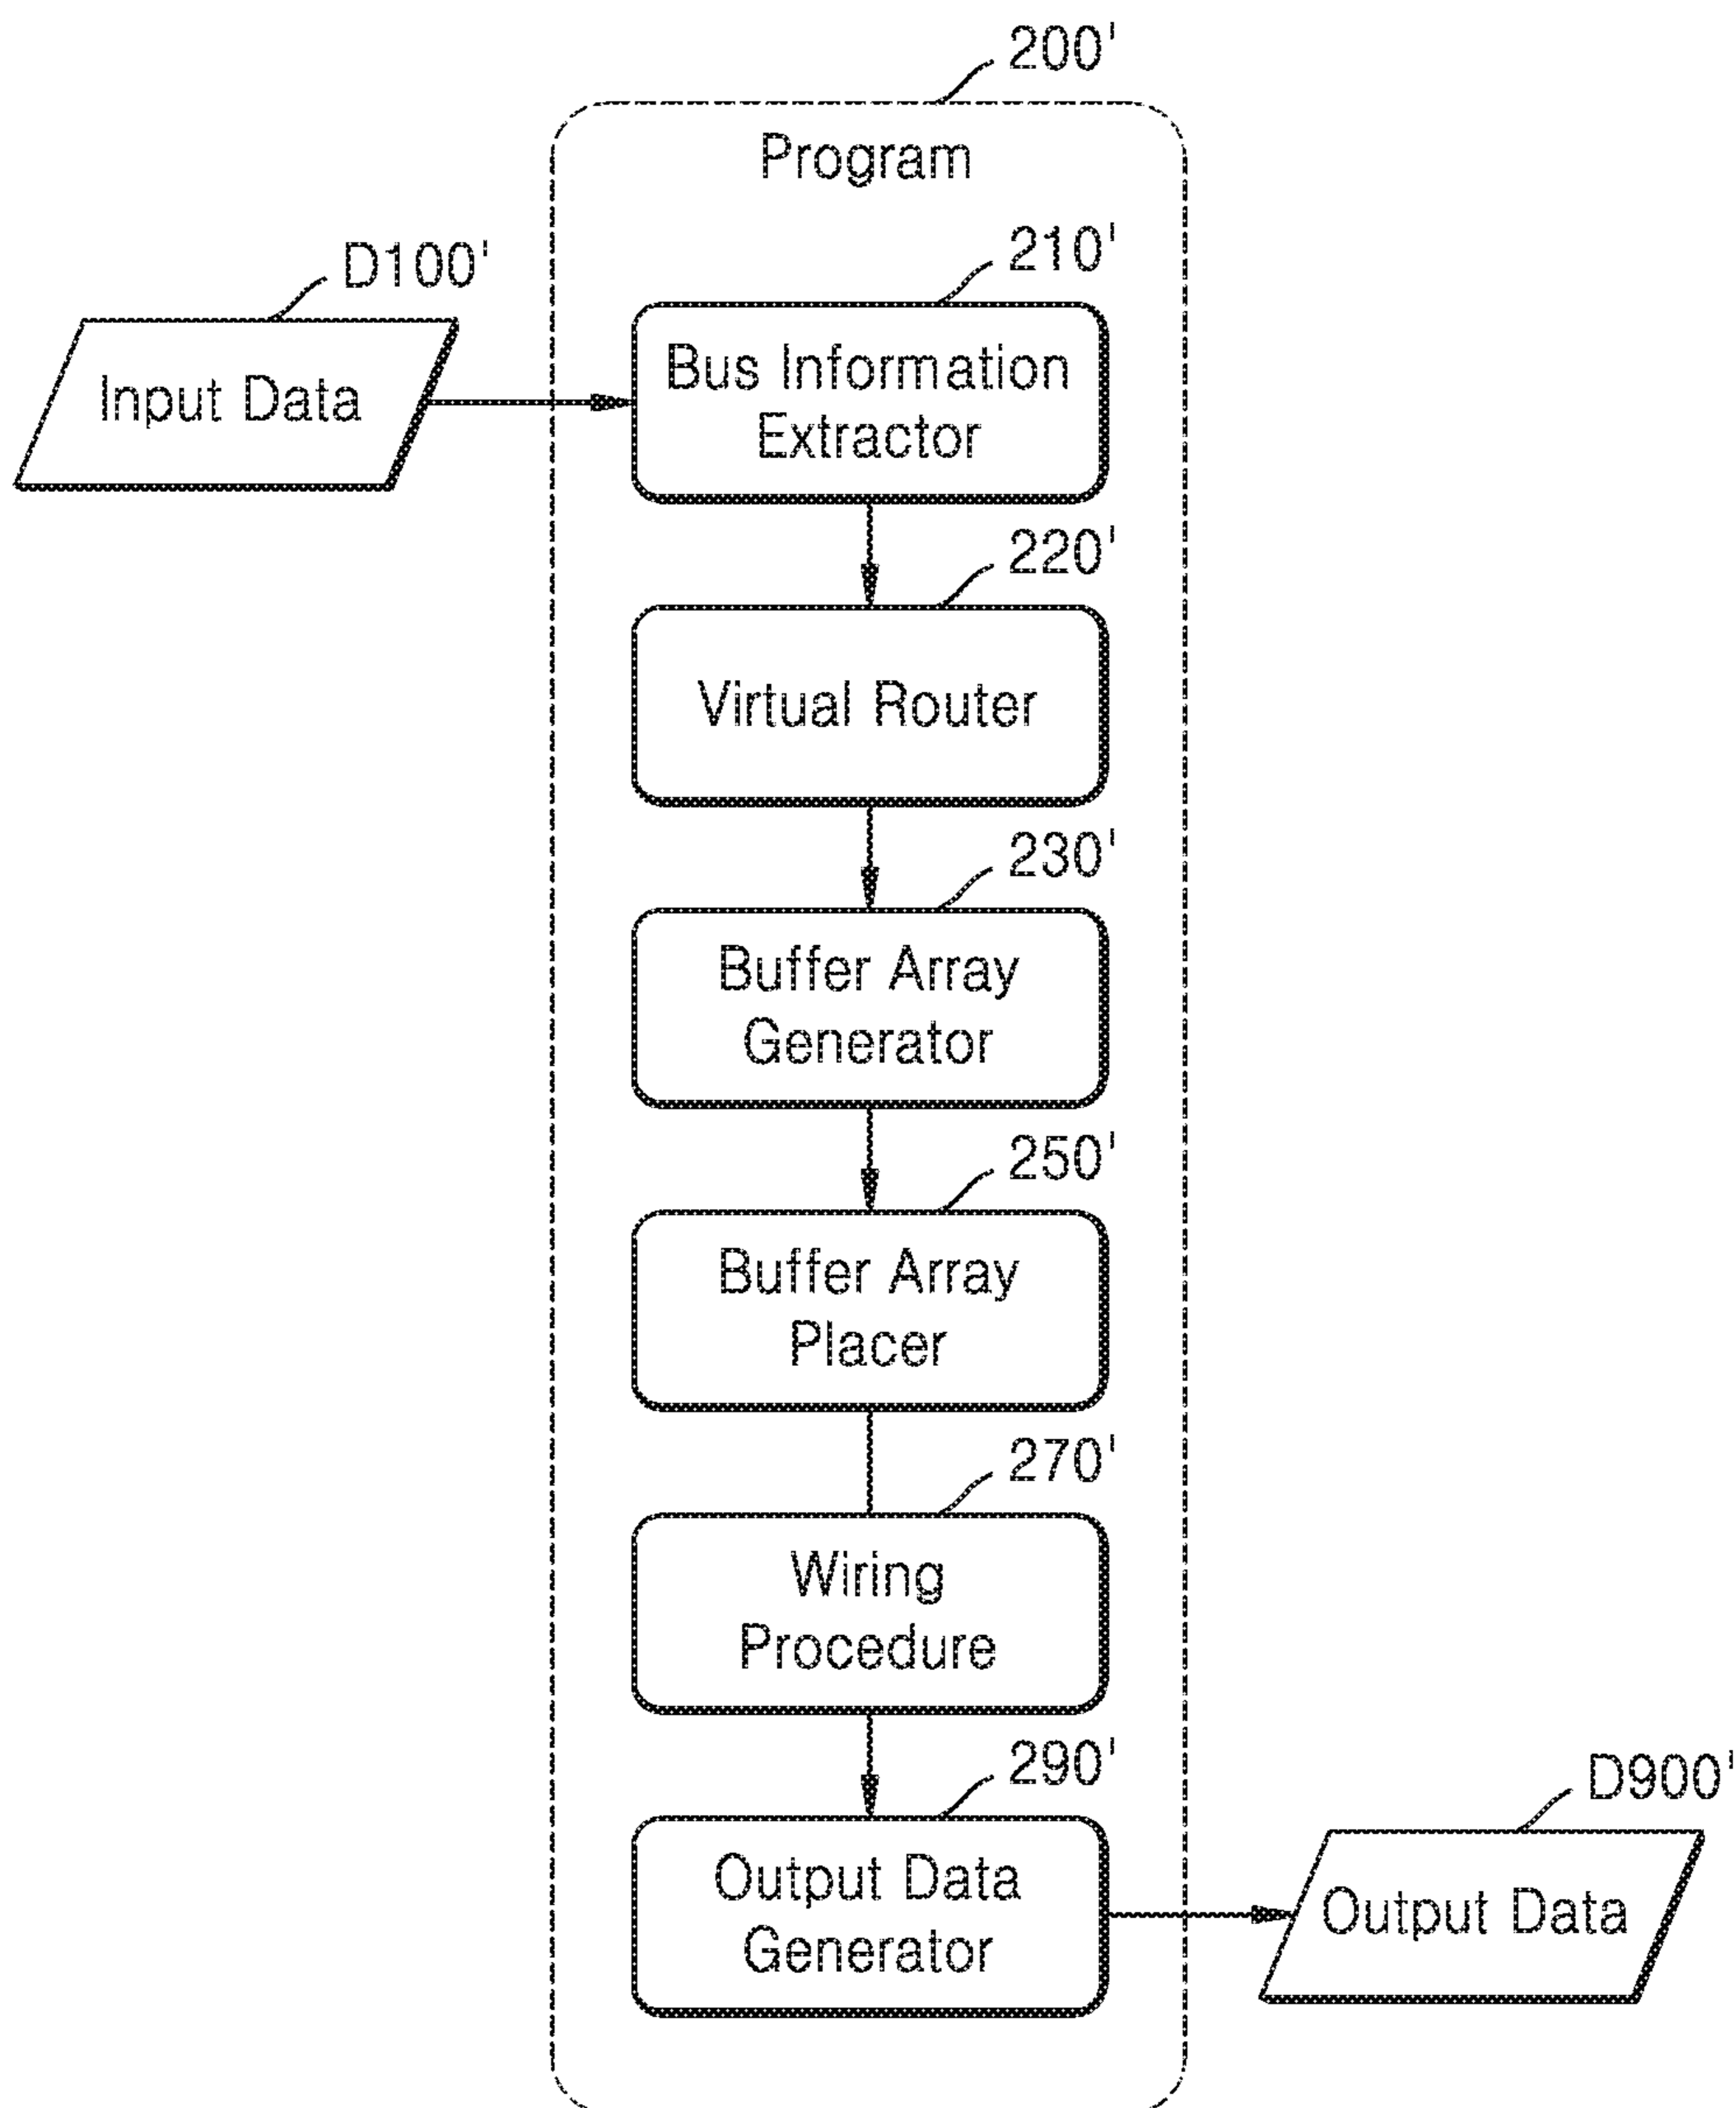 200'
Program
D100'
210'
Input Data
Bus Information
Extractor
220'
Virtual Router
230'
Buffer Array
Generator
250'
Buffer Array
Placer
270'
Wiring
Procedure
290'
D900'
Output Data
Generator
Output Data